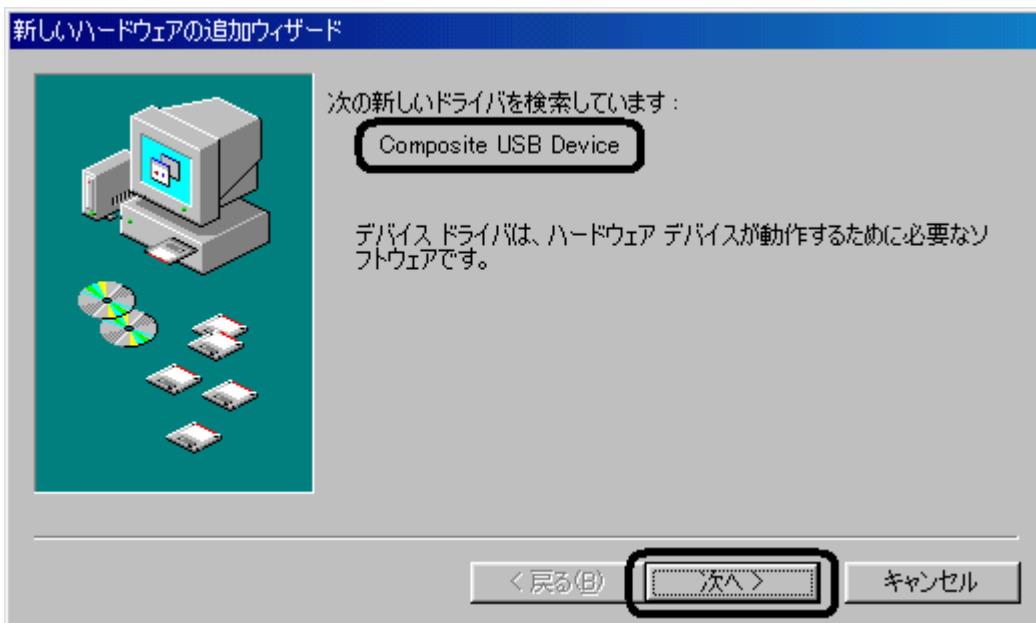 新しいハードウェアの追加ウィザード
次の新しいドライバを検索しています：
Composite USB Device
デバイス ドライバは、ハードウェア デバイスが動作するために必要なソ
フトウェアです。
< 戻る(B)
次へ >
キャンセル